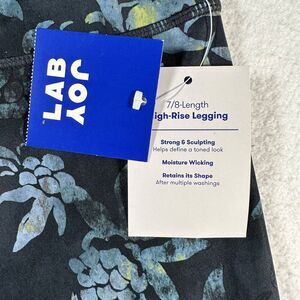 JOY
LAB
7/8-Length
igh-Rise Legging
Strong & Sculpting
Helps define a toned look
Moisture Wicking
Retains its Shape
After multiple washings